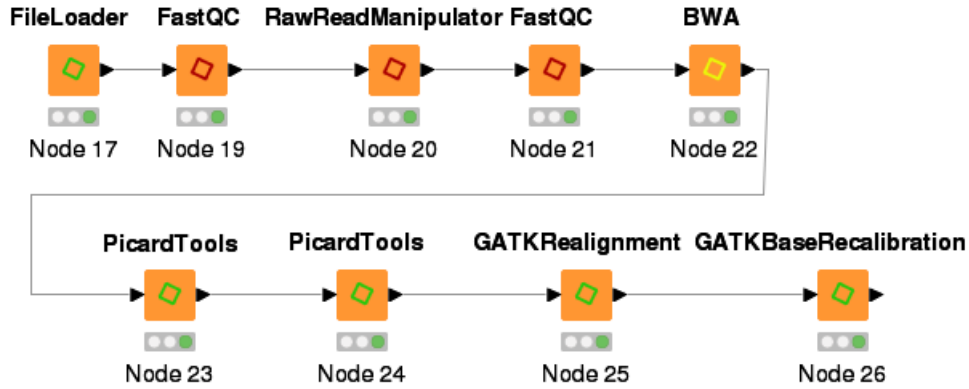 FileLoader FastQC RawReadManipulator FastQC BWA
Node 17 Node 19 Node 20 Node 21 Node 22
PicardTools PicardTools GATKRealignment GATKBaseRecalibration
Node 23 Node 24 Node 25 Node 26